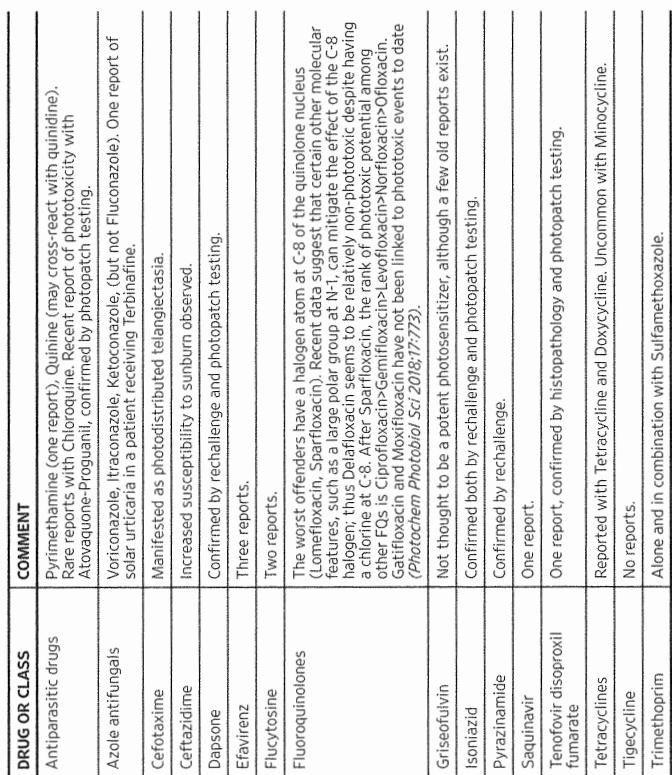 DRUG OR CLASS COMMENT
Antiparasitic drugs Pyrimethamine (one report), Quinine (may cross-react with quinidine).
Rare reports with Chloroquine. Recent report of phototoxicity with
Atovaquone-Proguanil, confirmed by photopatch testing.
Azole antifungals Voriconazole, Itraconazole, Ketoconazole, (but not Fluconazole). One report of
solar urticaria in a patient receiving Terbinafine.
Cefotaxime Manifested as photodistributed telangiectasia.
Ceftazidime Increased susceptibility to sunburn observed.
Dapsone Confirmed by rechallenge and photopatch testing.
Efavirenz Three reports.
Flucytosine Two reports.
Fluoroquinolones The worst offenders have a halogen atom at C-8 of the quinolone nucleus
(Lomefloxacin, Sparfloxacin). Recent data suggest that certain other molecular
features, such as a large polar group at N-1, can mitigate the effect of the C-8
halogen; thus Delafloxacin seems to be relatively non-phototoxic despite having
a chlorine at C-8. After Sparfloxacin, the rank of phototoxic potential among
other FQs is Ciprofloxacin>Gemifloxacin>Levofloxacin>Norfloxacin>Ofloxacin.
Gatifloxacin and Moxifloxacin have not been linked to phototoxic events to date
(Photochem Photobiol Sci 2018;17:773).
Griseofulvin Not thought to be a potent photosensitizer, although a few old reports exist.
Isoniazid Confirmed both by rechallenge and photopatch testing.
Pyrazinamide Confirmed by rechallenge.
Saquinavir One report.
Tenofovir disoproxil One report, confirmed by histopathology and photopatch testing.
fumarate
Tetracyclines Reported with Tetracycline and Doxycycline. Uncommon with Minocycline.
Tigecycline No reports.
Trimethoprim Alone and in combination with Sulfamethoxazole.